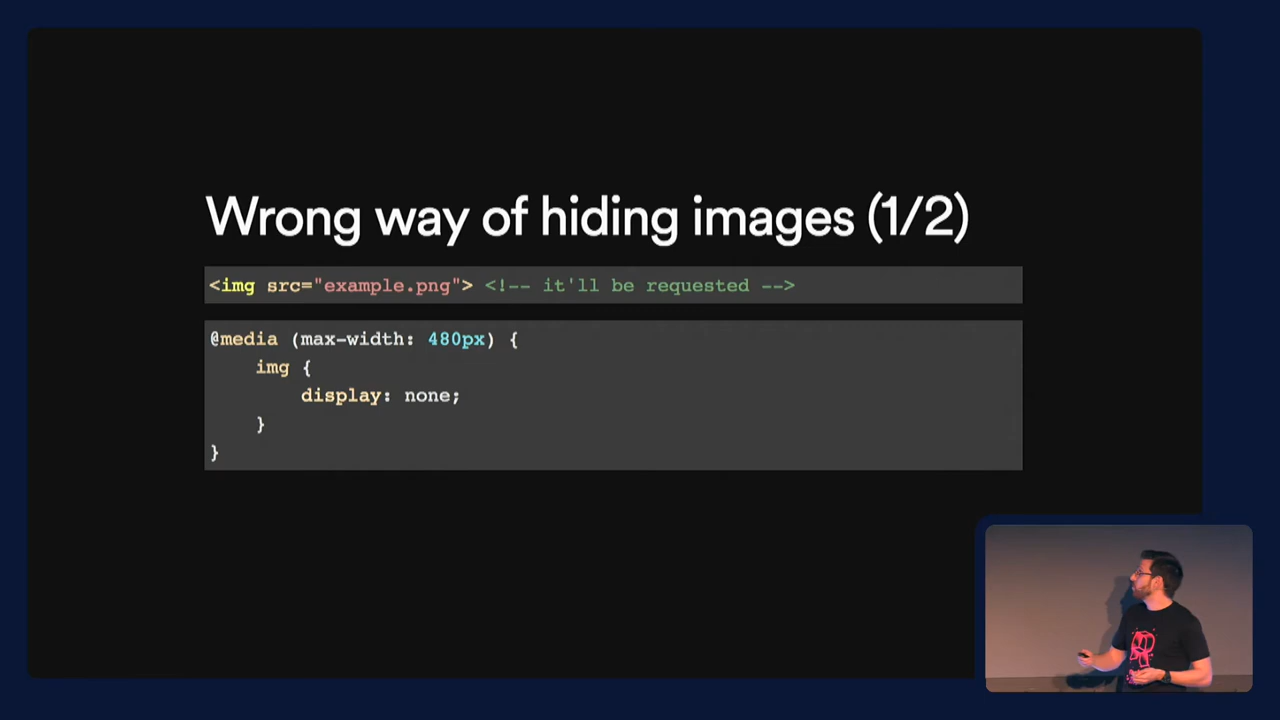 Wrong way of hiding images (1/2)
<img src="example.png"> <!-- it'll be requested -->
@media (max-width: 480px) {
    img {
        display: none;
    }
}